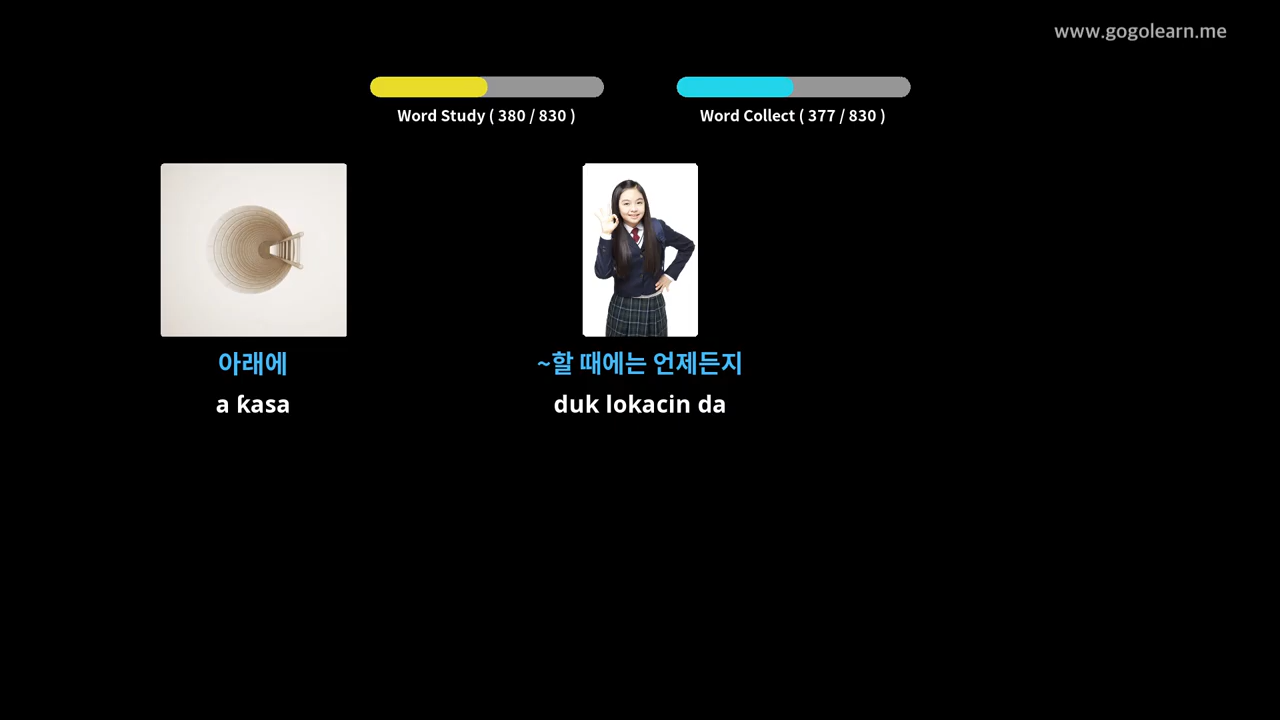 www.gogolearn.me
Word Study ( 380 / 830 )
Word Collect ( 377 / 830 )
아래에
a ƙasa
~할 때에는 언제든지
duk lokacin da